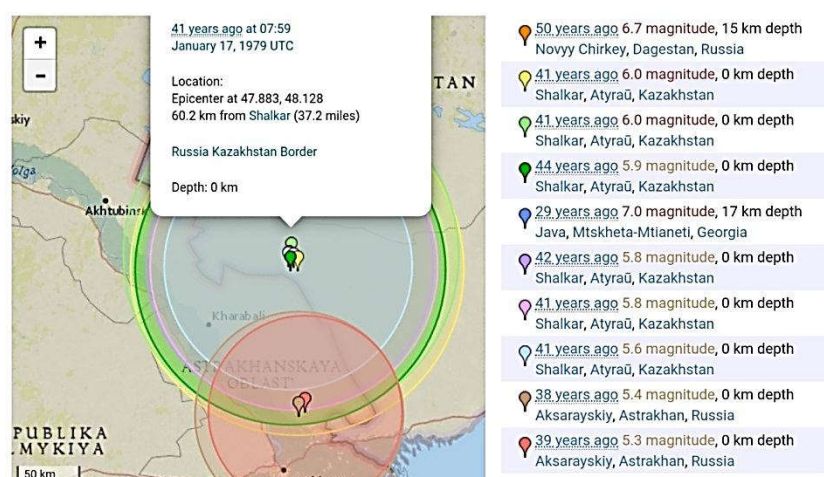 +
-
41 years ago at 07:59
January 17, 1979 UTC
Location:
Epicenter at 47.883, 48.128
60.2 km from Shalkar (37.2 miles)
Russia Kazakhstan Border
Depth: 0 km
TAN
skiy
olga
Akhtubinsk
Kharabali
ASTRAKHANSKAYA
OBLAST'
PUBLIKA
LMYKIYA
50 km
50 years ago 6.7 magnitude, 15 km depth
Novyy Chirkey, Dagestan, Russia
41 years ago 6.0 magnitude, 0 km depth
Shalkar, Atyraū, Kazakhstan
41 years ago 6.0 magnitude, 0 km depth
Shalkar, Atyraū, Kazakhstan
44 years ago 5.9 magnitude, 0 km depth
Shalkar, Atyraū, Kazakhstan
29 years ago 7.0 magnitude, 17 km depth
Java, Mtskheta-Mtianeti, Georgia
42 years ago 5.8 magnitude, 0 km depth
Shalkar, Atyraū, Kazakhstan
41 years ago 5.8 magnitude, 0 km depth
Shalkar, Atyraū, Kazakhstan
41 years ago 5.6 magnitude, 0 km depth
Shalkar, Atyraū, Kazakhstan
38 years ago 5.4 magnitude, 0 km depth
Aksarayskiy, Astrakhan, Russia
39 years ago 5.3 magnitude, 0 km depth
Aksarayskiy, Astrakhan, Russia